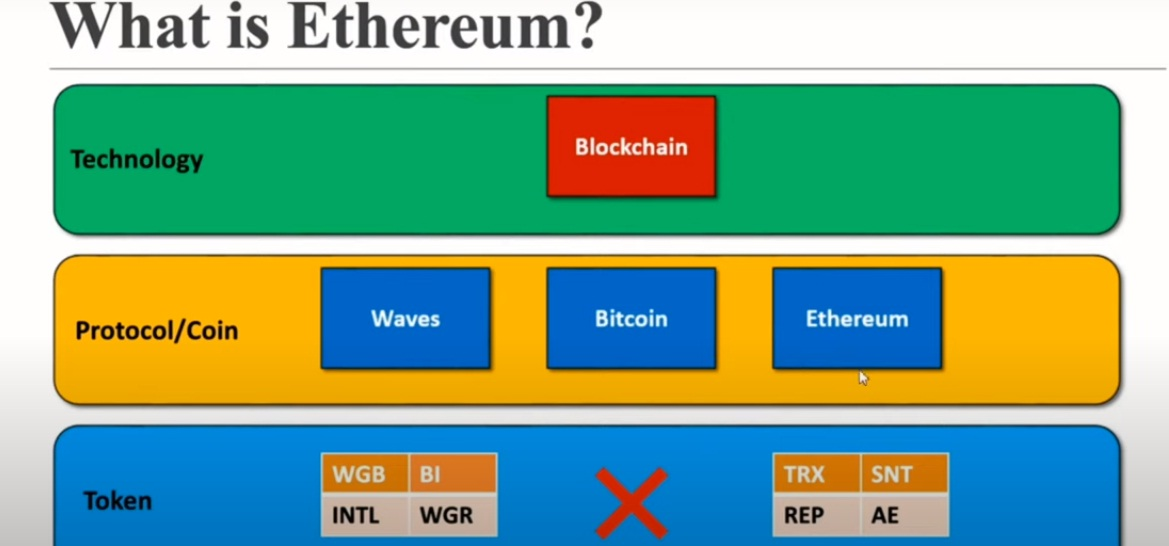 What is Ethereum?
Technology
Blockchain
Protocol/Coin
Waves
Bitcoin
Ethereum
Token
WGB BI
INTL WGR
TRX SNT
REP AE